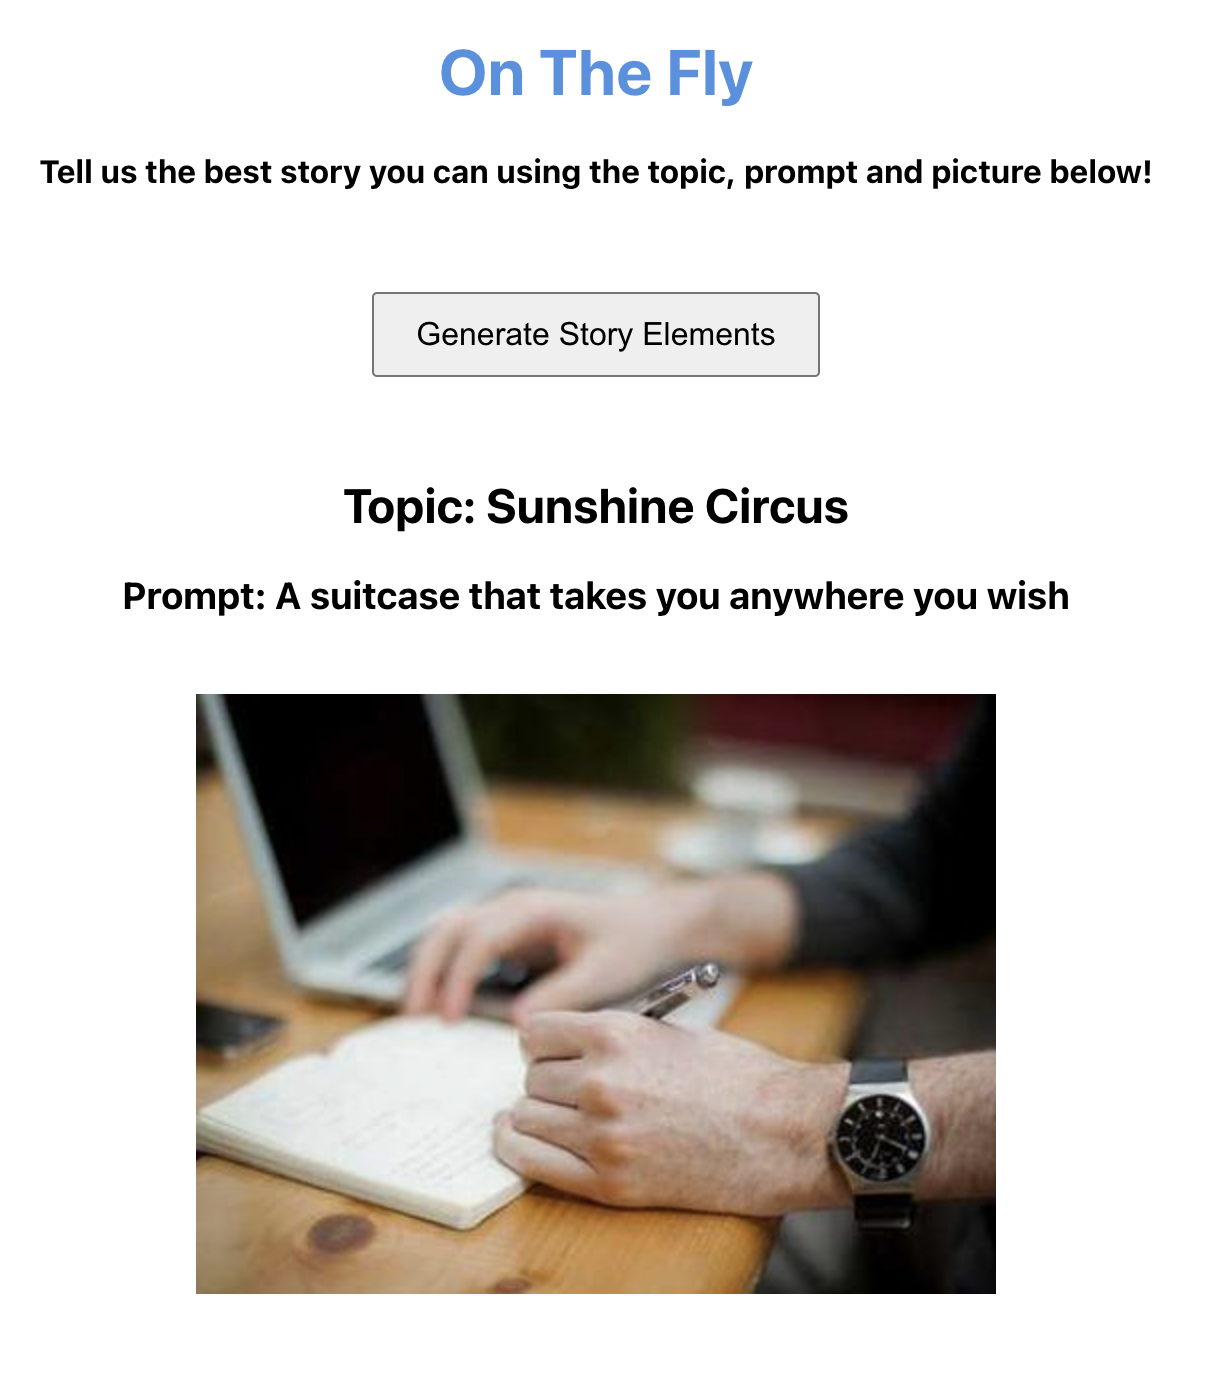 On The Fly
Tell us the best story you can using the topic, prompt and picture below!
Generate Story Elements
Topic: Sunshine Circus
Prompt: A suitcase that takes you anywhere you wish